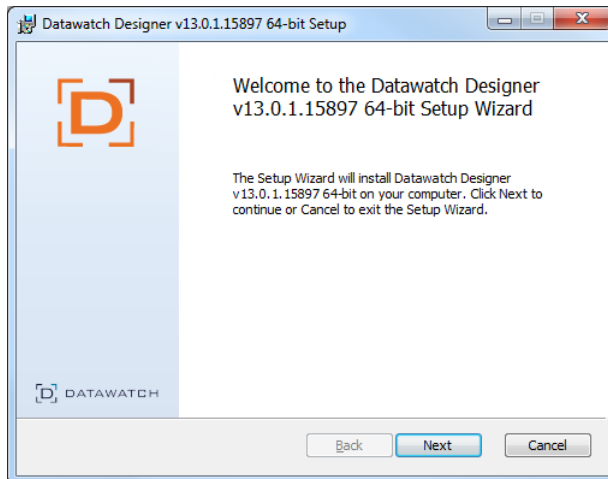 Datawatch Designer v13.0.1.15897 64-bit Setup
Welcome to the Datawatch Designer
v13.0.1.15897 64-bit Setup Wizard
The Setup Wizard will install Datawatch Designer
v13.0.1.15897 64-bit on your computer. Click Next to
continue or Cancel to exit the Setup Wizard.
D
[D] DATAWATCH
Back Next Cancel